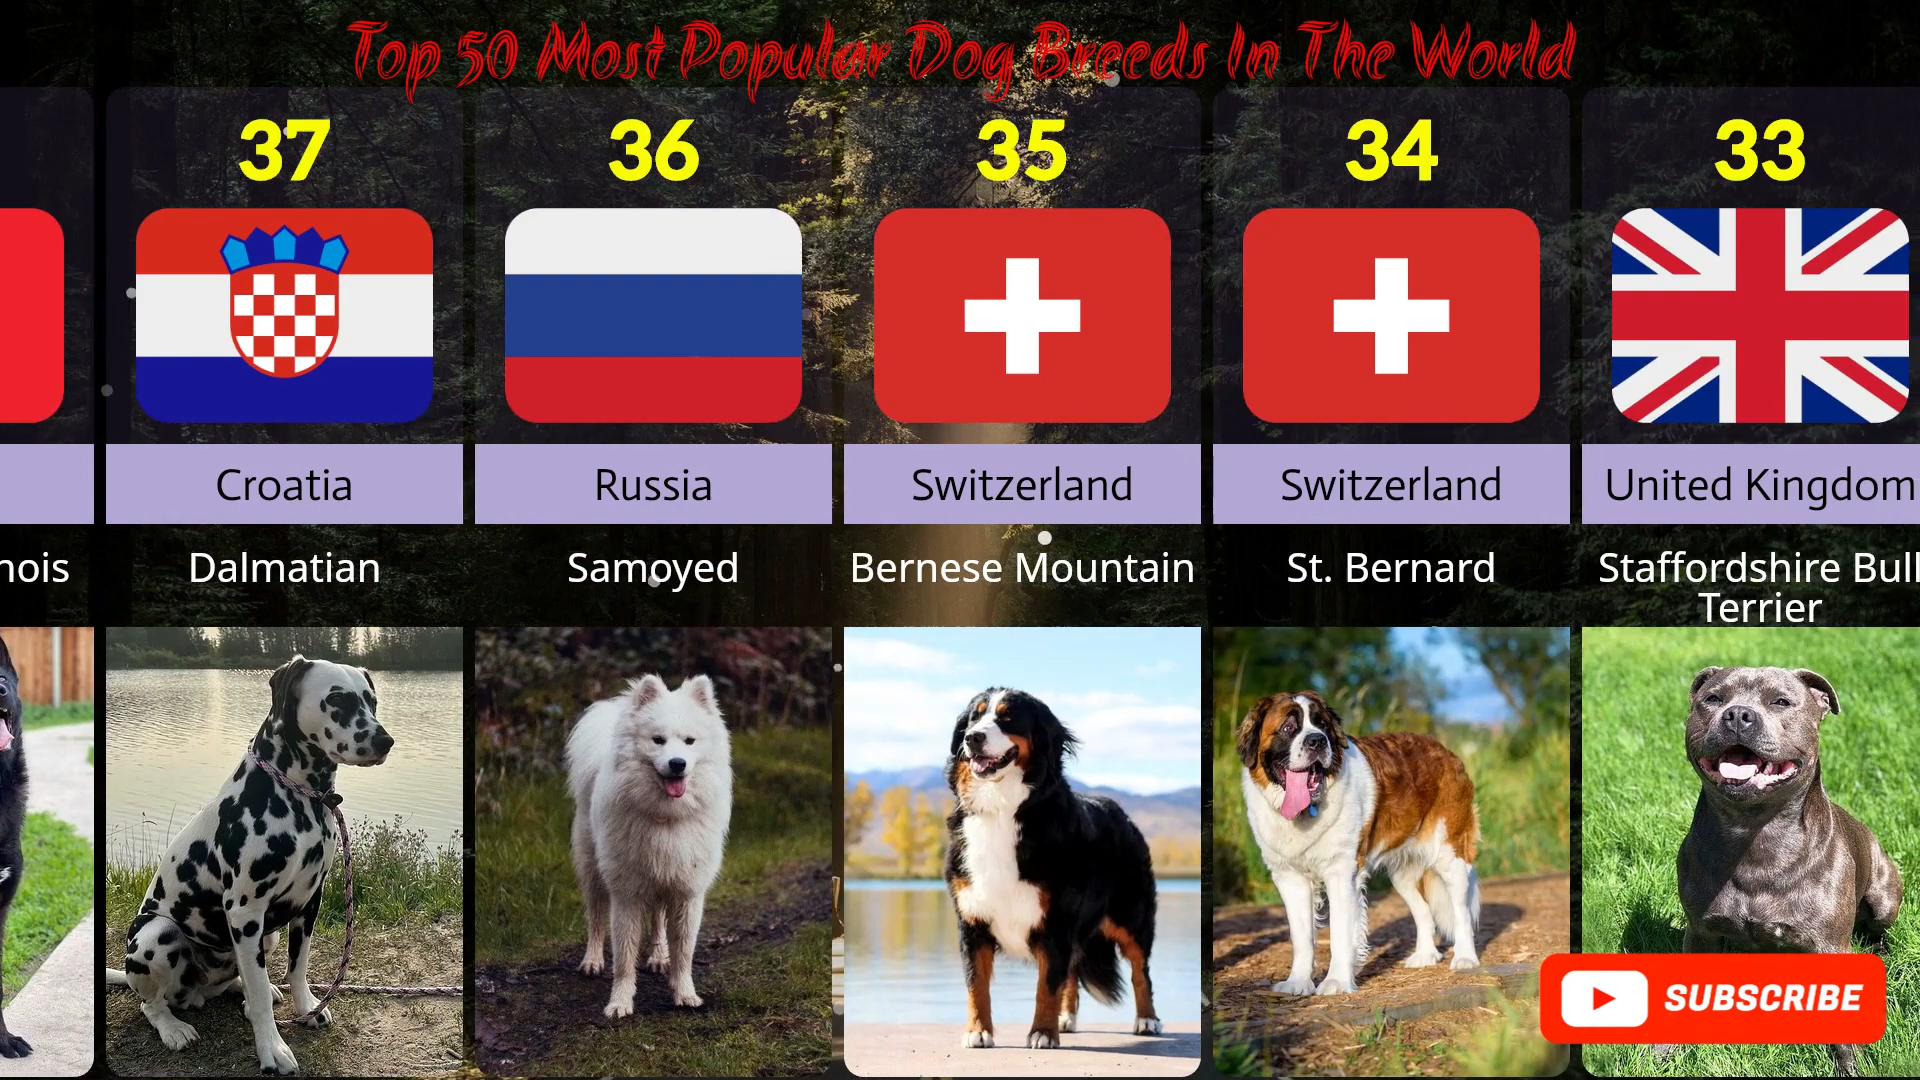 Top 50 Most Popular Dog Breeds In The World
37
36
35
34
33
Croatia
Russia
Switzerland
Switzerland
United Kingdom
nois
Dalmatian
Samoyed
Bernese Mountain
St. Bernard
Staffordshire Bull
Terrier
SUBSCRIBE